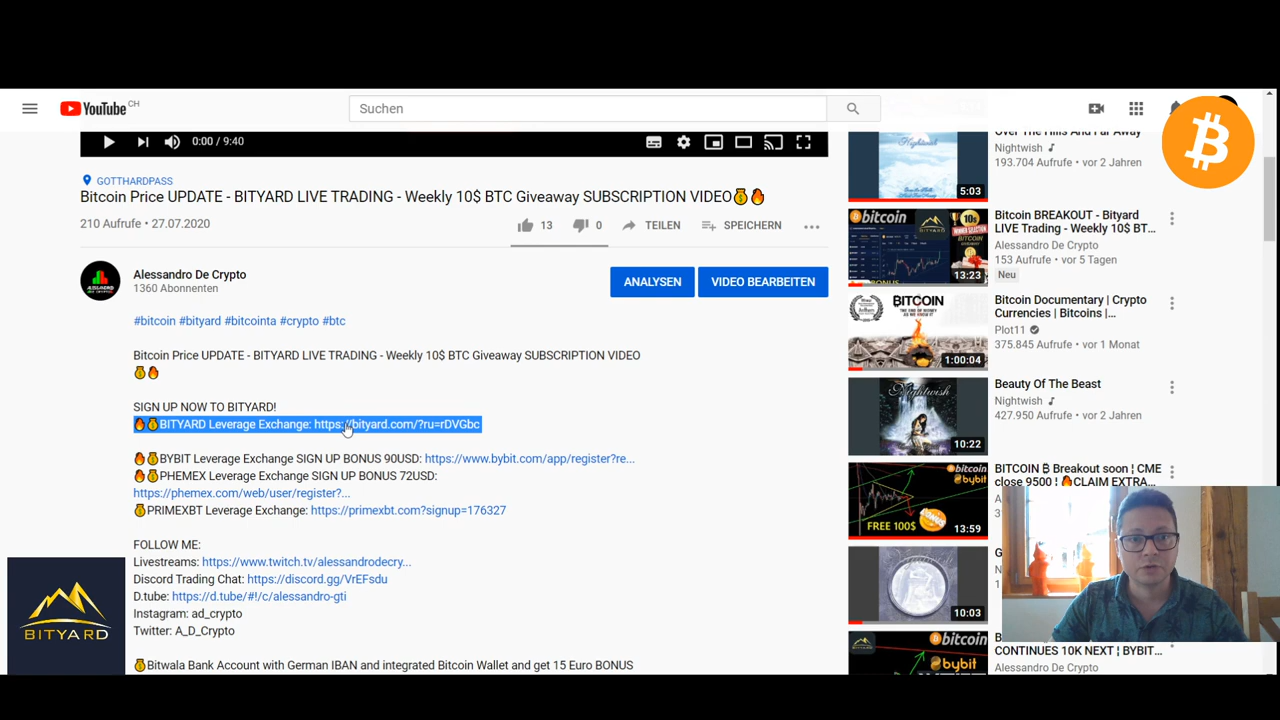 YouTube CH
Suchen
0:00 / 9:40
GOTTHARDPASS
Bitcoin Price UPDATE - BITYARD LIVE TRADING - Weekly 10$ BTC Giveaway SUBSCRIPTION VIDEO💰🔥
210 Aufrufe • 27.07.2020
13
0
TEILEN
SPEICHERN
Alessandro De Crypto
1360 Abonnenten
ANALYSEN
VIDEO BEARBEITEN
#bitcoin #bityard #bitcointa #crypto #btc
Bitcoin Price UPDATE - BITYARD LIVE TRADING - Weekly 10$ BTC Giveaway SUBSCRIPTION VIDEO
💰🔥
SIGN UP NOW TO BITYARD!
🔥💰BITYARD Leverage Exchange: https://bityard.com/?ru=rDVGbc
🔥💰BYBIT Leverage Exchange SIGN UP BONUS 90USD: https://www.bybit.com/app/register?re...
🔥💰PHEMEX Leverage Exchange SIGN UP BONUS 72USD:
https://phemex.com/web/user/register?...
💰PRIMEXBT Leverage Exchange: https://primexbt.com?signup=176327
FOLLOW ME:
Livestreams: https://www.twitch.tv/alessandrodecry...
Discord Trading Chat: https://discord.gg/VrEFsdu
D.tube: https://d.tube/#!/c/alessandro-gti
Instagram: ad_crypto
Twitter: A_D_Crypto
💰Bitwala Bank Account with German IBAN and integrated Bitcoin Wallet and get 15 Euro BONUS
BITYARD
Over The Hills And Far Away
Nightwish
193.704 Aufrufe • vor 2 Jahren
5:03
bitcoin
13:23
Bitcoin BREAKOUT - Bityard
LIVE Trading - Weekly 10$ BT...
Alessandro De Crypto
153 Aufrufe • vor 5 Tagen
Neu
BITCOIN
1:00:04
Bitcoin Documentary | Crypto
Currencies | Bitcoins |...
Plot11
375.845 Aufrufe • vor 1 Monat
Nightwish
10:22
Beauty Of The Beast
Nightwish
427.950 Aufrufe • vor 2 Jahren
bitcoin
bybit
FREE 100$
BONUS
13:59
BITCOIN ₿ Breakout soon ¦ CME
close 9500 ¦ 🔥CLAIM EXTRA...
10:03
bitcoin
bybit
CONTINUES 10K NEXT ¦ BYBIT...
Alessandro De Crypto